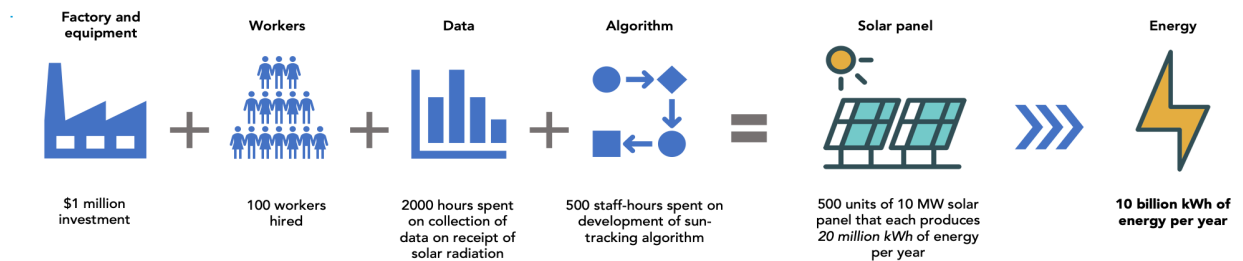 Factory and
equipment
Workers
Data
Algorithm
Solar panel
Energy
$1 million
investment
100 workers
hired
2000 hours spent
on collection of
data on receipt of
solar radiation
500 staff-hours spent on
development of sun-
tracking algorithm
500 units of 10 MW solar
panel that each produces
20 million kWh of energy
per year
10 billion kWh of
energy per year